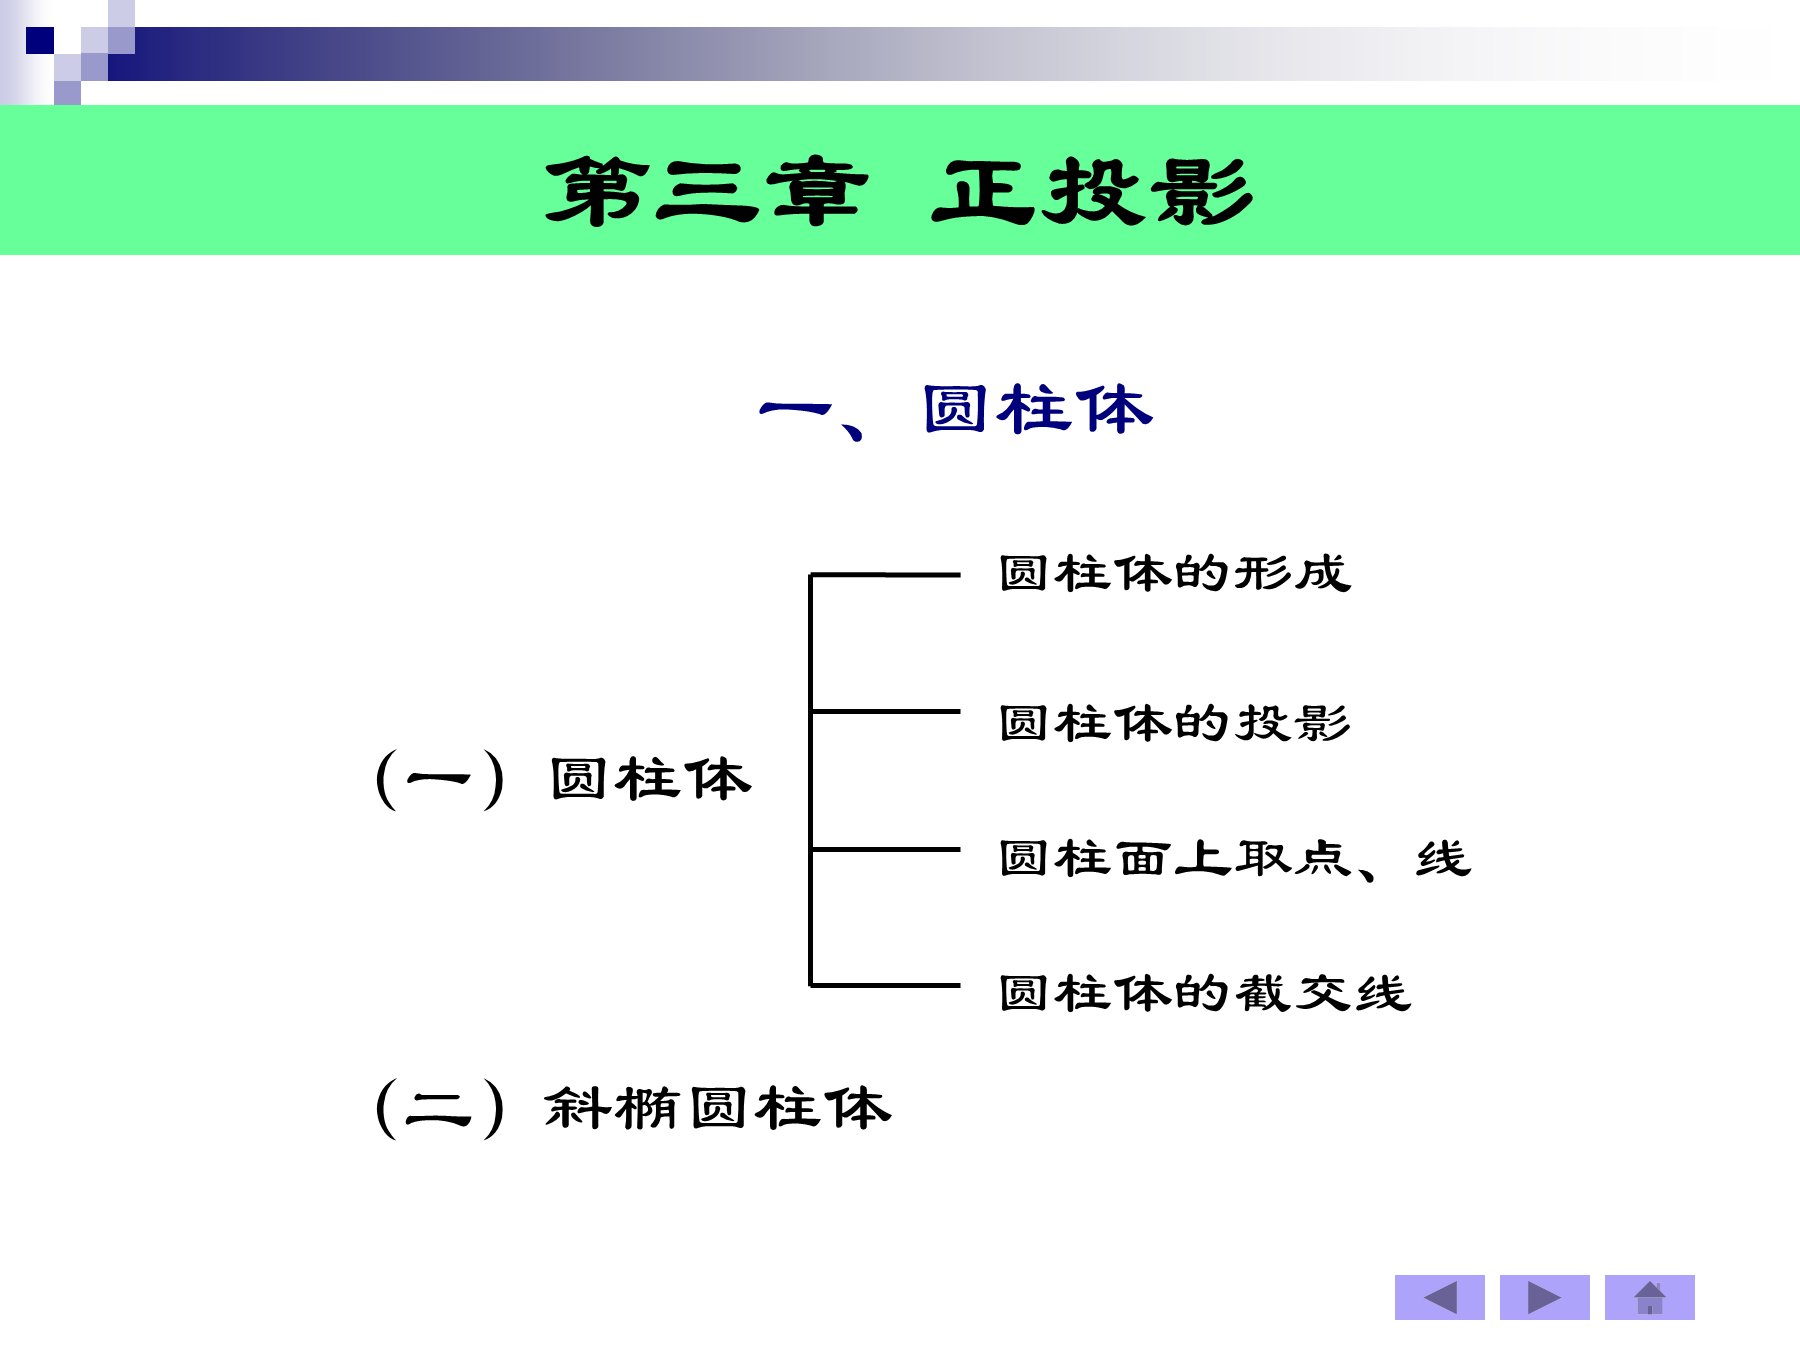 第三章 正投影
一、圆柱体
圆柱体的形成
圆柱体的投影
(一) 圆柱体
圆柱面上取点、线
圆柱体的截交线
(二) 斜椭圆柱体